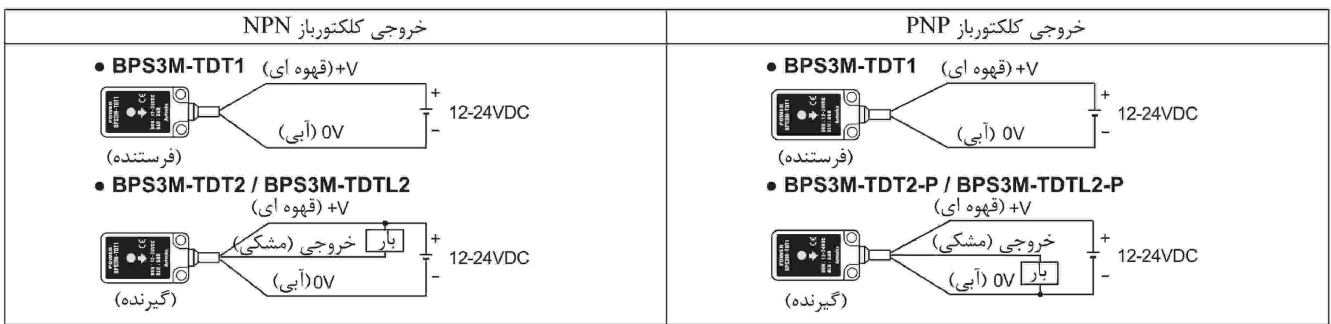 خروجی کلکتورباز NPN
خروجی کلکتورباز PNP
● BPS3M-TDT1
+V (قهوه ای)
+
12-24VDC
-
0V (آبی)
(فرستنده)
● BPS3M-TDT2 / BPS3M-TDTL2
+V (قهوه ای)
بار
خروجی (مشکی)
+
12-24VDC
-
0V (آبی)
(گیرنده)
● BPS3M-TDT1
+V (قهوه ای)
+
12-24VDC
-
0V (آبی)
(فرستنده)
● BPS3M-TDT2-P / BPS3M-TDTL2-P
+V (قهوه ای)
خروجی (مشکی)
+
12-24VDC
-
بار
0V (آبی)
(گیرنده)